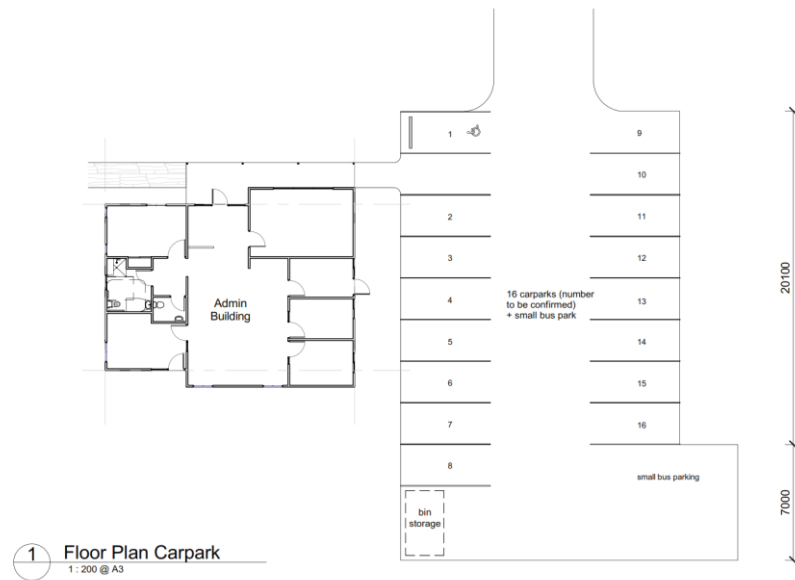 1
9
10
2
11
3
12
Admin
Building
16 carparks (number
to be confirmed)
+ small bus park
4
13
5
14
6
15
7
16
8
small bus parking
bin
storage
20100
7000
1
Floor Plan Carpark
1 : 200 @ A3